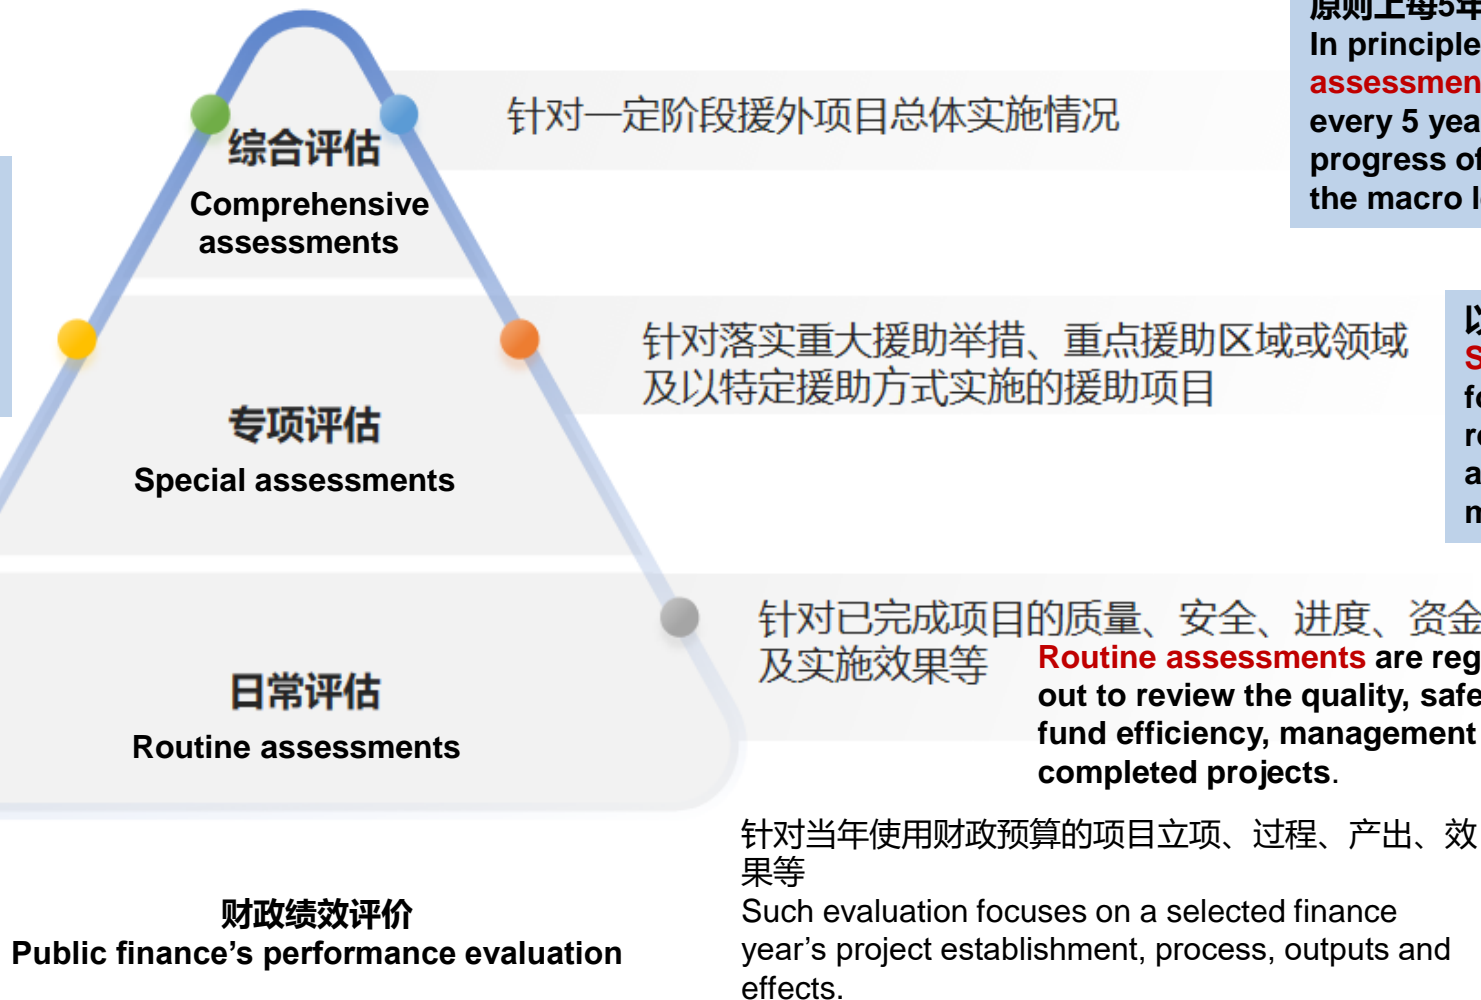 原则上每5年
In principle
assessmen
every 5 yea
progress of
the macro l
针对一定阶段援外项目总体实施情况
综合评估
Comprehensive
assessments
针对落实重大援助举措、重点援助区域或领域
及以特定援助方式实施的援助项目
S
fo
re
a
m
专项评估
Special assessments
针对已完成项目的质量、安全、进度、资金
及实施效果等
Routine assessments are reg
out to review the quality, safe
fund efficiency, management
completed projects.
日常评估
Routine assessments
针对当年使用财政预算的项目立项、过程、产出、效
果等
Such evaluation focuses on a selected finance
year’s project establishment, process, outputs and
effects.
财政绩效评价
Public finance’s performance evaluation